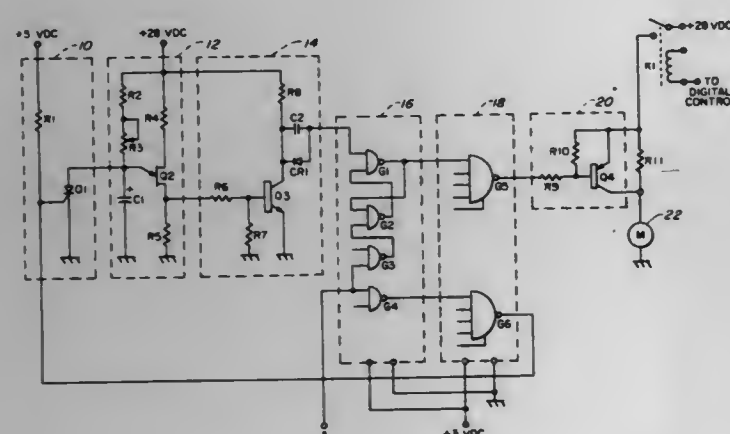 +5 VDC
10
+28 VDC
12
14
+28 VDC
R1
TO
DIGITAL
CONTROL
R1
R2
R3
R4
R8
C2
CR1
16
18
20
R10
R11
Q1
C1
Q2
R5
R6
R7
Q3
G1
G2
G3
G4
G5
G6
R9
Q4
22
M
A
+5 VDC